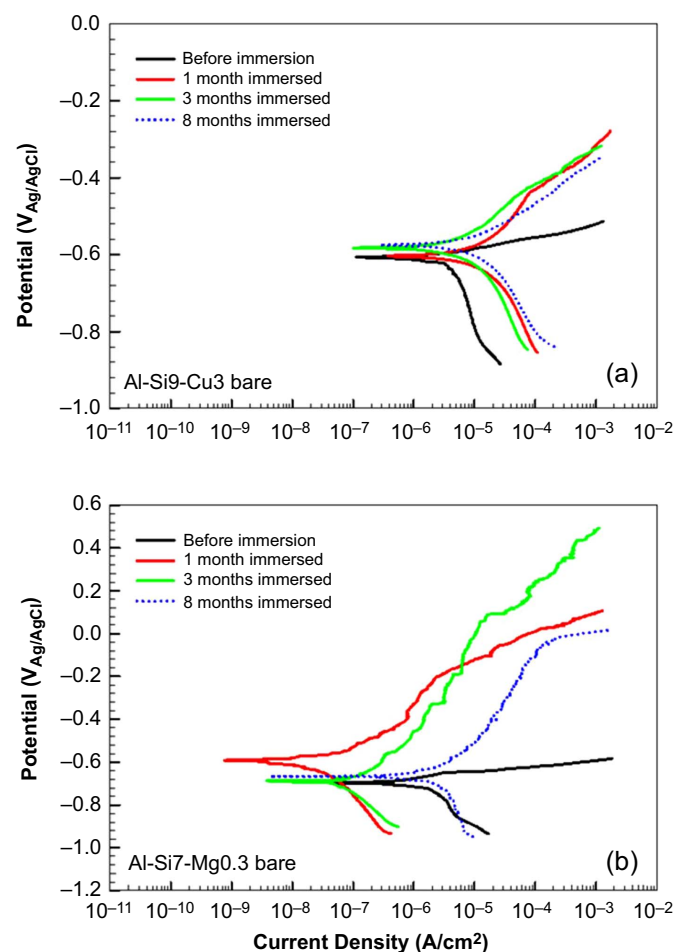 0.0
−0.2
−0.4
−0.6
−0.8
−1.0
Potential (V_Ag/AgCl)
Before immersion
1 month immersed
3 months immersed
8 months immersed
Al-Si9-Cu3 bare
(a)
10⁻¹¹ 10⁻¹⁰ 10⁻⁹ 10⁻⁸ 10⁻⁷ 10⁻⁶ 10⁻⁵ 10⁻⁴ 10⁻³ 10⁻²
0.6
0.4
0.2
0.0
−0.2
−0.4
−0.6
−0.8
−1.0
−1.2
Potential (V_Ag/AgCl)
Before immersion
1 month immersed
3 months immersed
8 months immersed
Al-Si7-Mg0.3 bare
(b)
10⁻¹¹ 10⁻¹⁰ 10⁻⁹ 10⁻⁸ 10⁻⁷ 10⁻⁶ 10⁻⁵ 10⁻⁴ 10⁻³ 10⁻²
Current Density (A/cm²)